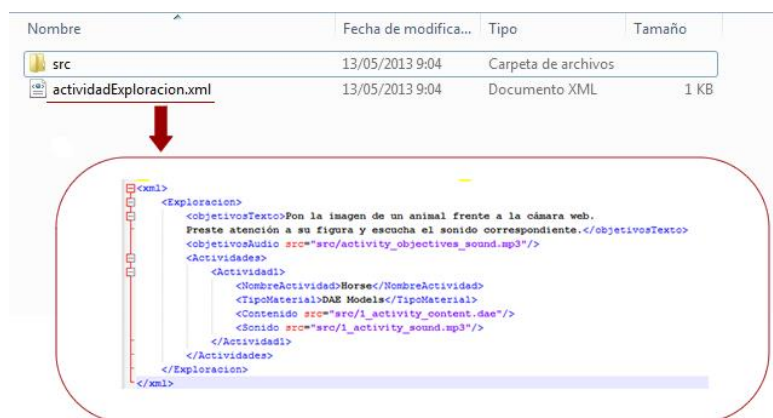 Nombre Fecha de modifica... Tipo Tamaño
src 13/05/2013 9:04 Carpeta de archivos
actividadExploracion.xml 13/05/2013 9:04 Documento XML 1 KB
<xml>
<Exploracion>
<objetivosTexto>Pon la imagen de un animal frente a la cámara web.
Preste atención a su figura y escucha el sonido correspondiente.</objetivosTexto>
<objetivosAudio src="src/activity_objectives_sound.mp3"/>
<Actividades>
<Actividad1>
<NombreActividad>Horse</NombreActividad>
<TipoMaterial>DAE Models</TipoMaterial>
<Contenido src="src/1_activity_content.dae"/>
<Sonido src="src/1_activity_sound.mp3"/>
</Actividad1>
</Actividades>
</Exploracion>
</xml>